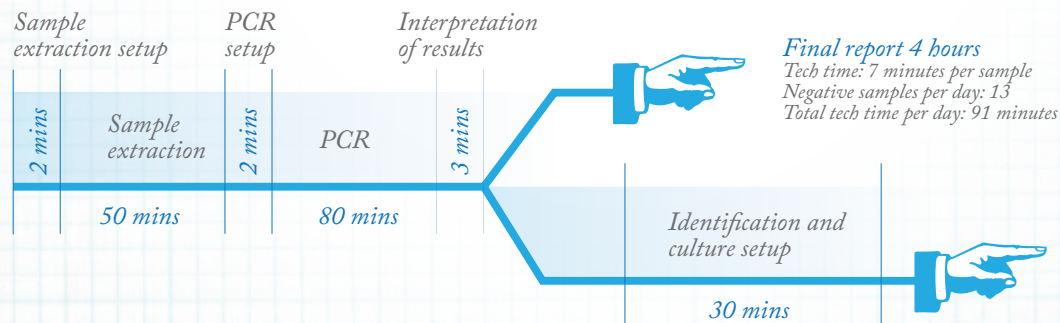 Sample
extraction setup
PCR
setup
Interpretation
of results
Final report 4 hours
Tech time: 7 minutes per sample
Negative samples per day: 13
Total tech time per day: 91 minutes
2 mins
Sample
extraction
2 mins
PCR
3 mins
50 mins
80 mins
Identification and
culture setup
30 mins